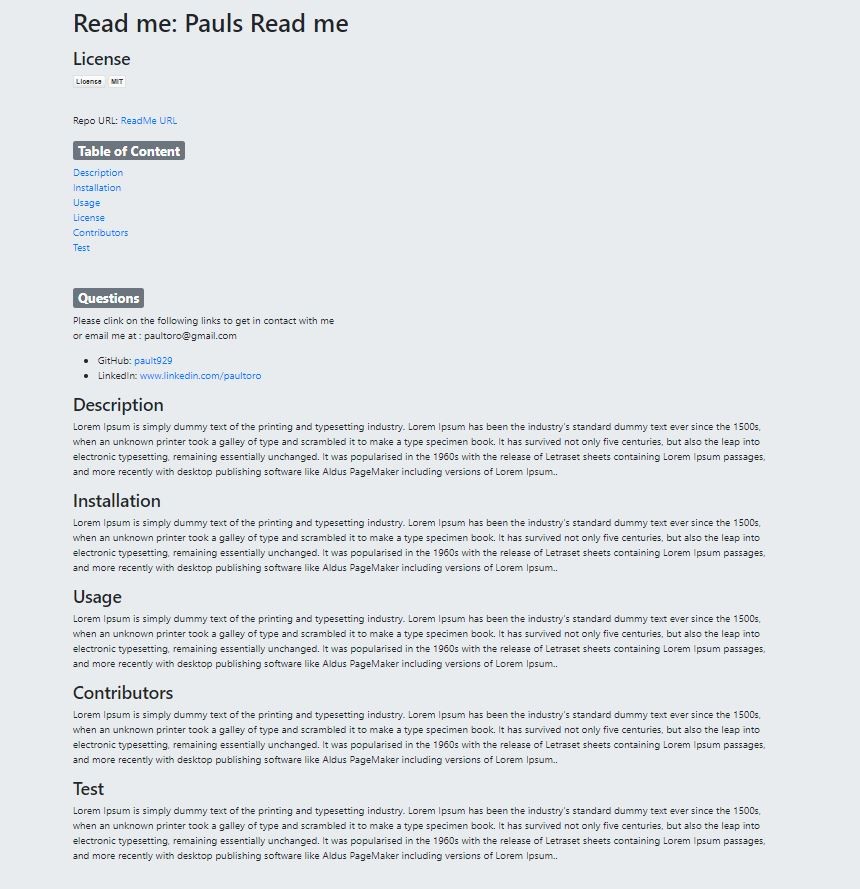 Read me: Pauls Read me
License
License MIT
Repo URL: ReadMe URL
Table of Content
Description
Installation
Usage
License
Contributors
Test
Questions
Please clink on the following links to get in contact with me
or email me at : paultoro@gmail.com
GitHub: pault929
LinkedIn: www.linkedin.com/paultoro
Description
Lorem Ipsum is simply dummy text of the printing and typesetting industry. Lorem Ipsum has been the industry's standard dummy text ever since the 1500s,
when an unknown printer took a galley of type and scrambled it to make a type specimen book. It has survived not only five centuries, but also the leap into
electronic typesetting, remaining essentially unchanged. It was popularised in the 1960s with the release of Letraset sheets containing Lorem Ipsum passages,
and more recently with desktop publishing software like Aldus PageMaker including versions of Lorem Ipsum..
Installation
Lorem Ipsum is simply dummy text of the printing and typesetting industry. Lorem Ipsum has been the industry's standard dummy text ever since the 1500s,
when an unknown printer took a galley of type and scrambled it to make a type specimen book. It has survived not only five centuries, but also the leap into
electronic typesetting, remaining essentially unchanged. It was popularised in the 1960s with the release of Letraset sheets containing Lorem Ipsum passages,
and more recently with desktop publishing software like Aldus PageMaker including versions of Lorem Ipsum..
Usage
Lorem Ipsum is simply dummy text of the printing and typesetting industry. Lorem Ipsum has been the industry's standard dummy text ever since the 1500s,
when an unknown printer took a galley of type and scrambled it to make a type specimen book. It has survived not only five centuries, but also the leap into
electronic typesetting, remaining essentially unchanged. It was popularised in the 1960s with the release of Letraset sheets containing Lorem Ipsum passages,
and more recently with desktop publishing software like Aldus PageMaker including versions of Lorem Ipsum..
Contributors
Lorem Ipsum is simply dummy text of the printing and typesetting industry. Lorem Ipsum has been the industry's standard dummy text ever since the 1500s,
when an unknown printer took a galley of type and scrambled it to make a type specimen book. It has survived not only five centuries, but also the leap into
electronic typesetting, remaining essentially unchanged. It was popularised in the 1960s with the release of Letraset sheets containing Lorem Ipsum passages,
and more recently with desktop publishing software like Aldus PageMaker including versions of Lorem Ipsum..
Test
Lorem Ipsum is simply dummy text of the printing and typesetting industry. Lorem Ipsum has been the industry's standard dummy text ever since the 1500s,
when an unknown printer took a galley of type and scrambled it to make a type specimen book. It has survived not only five centuries, but also the leap into
electronic typesetting, remaining essentially unchanged. It was popularised in the 1960s with the release of Letraset sheets containing Lorem Ipsum passages,
and more recently with desktop publishing software like Aldus PageMaker including versions of Lorem Ipsum..